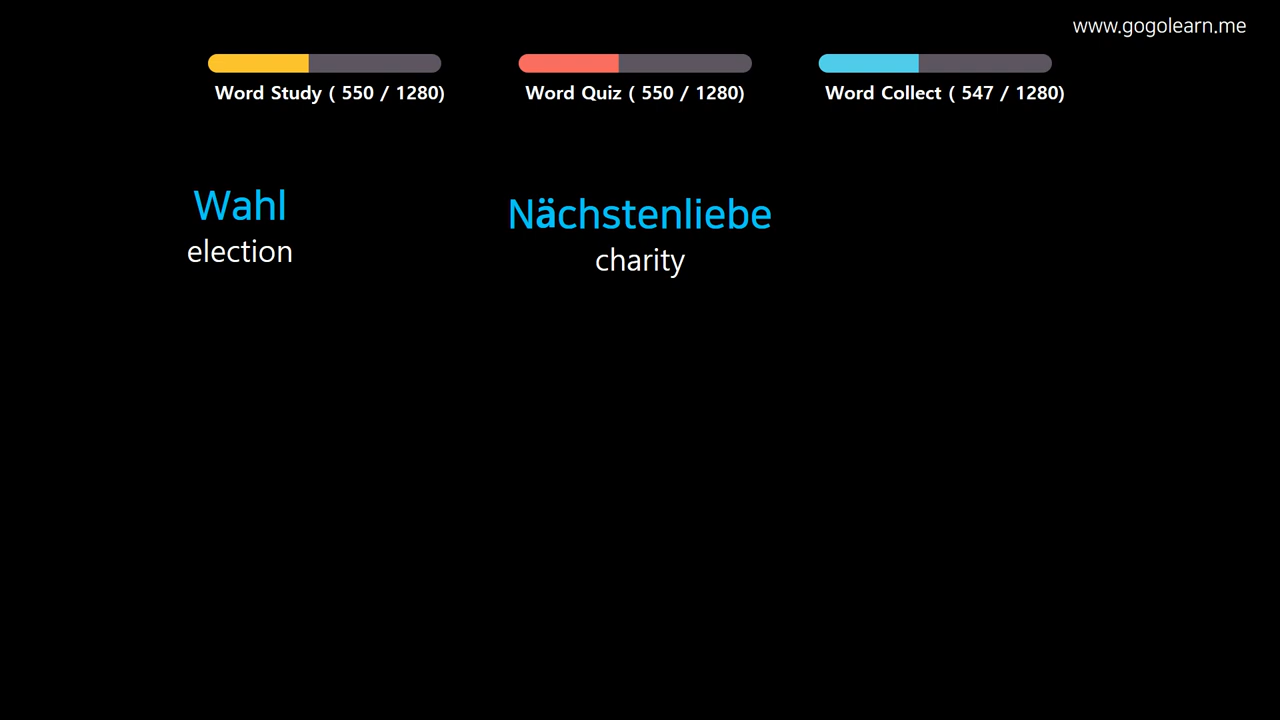 www.gogolearn.me
Word Study ( 550 / 1280)
Word Quiz ( 550 / 1280)
Word Collect ( 547 / 1280)
Wahl
election
Nächstenliebe
charity